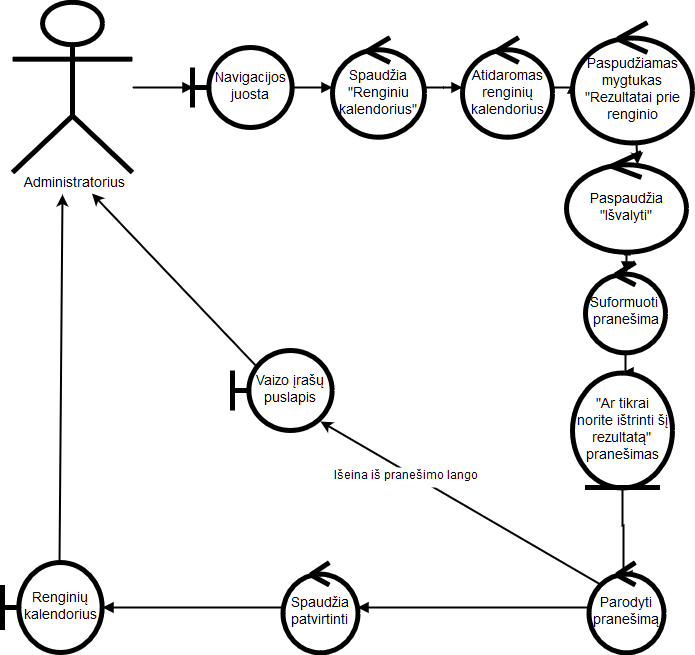 Administratorius
Navigacijos
juosta
Spaudžia
"Renginiu
kalendorius"
Atidaromas
renginių
kalendorius
Paspudžiamas
mygtukas
"Rezultatai prie
renginio
Paspaudžia
"Išvalyti"
Suformuoti
pranešima
"Ar tikrai
norite ištrinti šį
rezultatą"
pranešimas
Vaizo įrašų
puslapis
Išeina iš pranešimo lango
Parodyti
pranešimą
Spaudžia
patvirtinti
Renginių
kalendorius